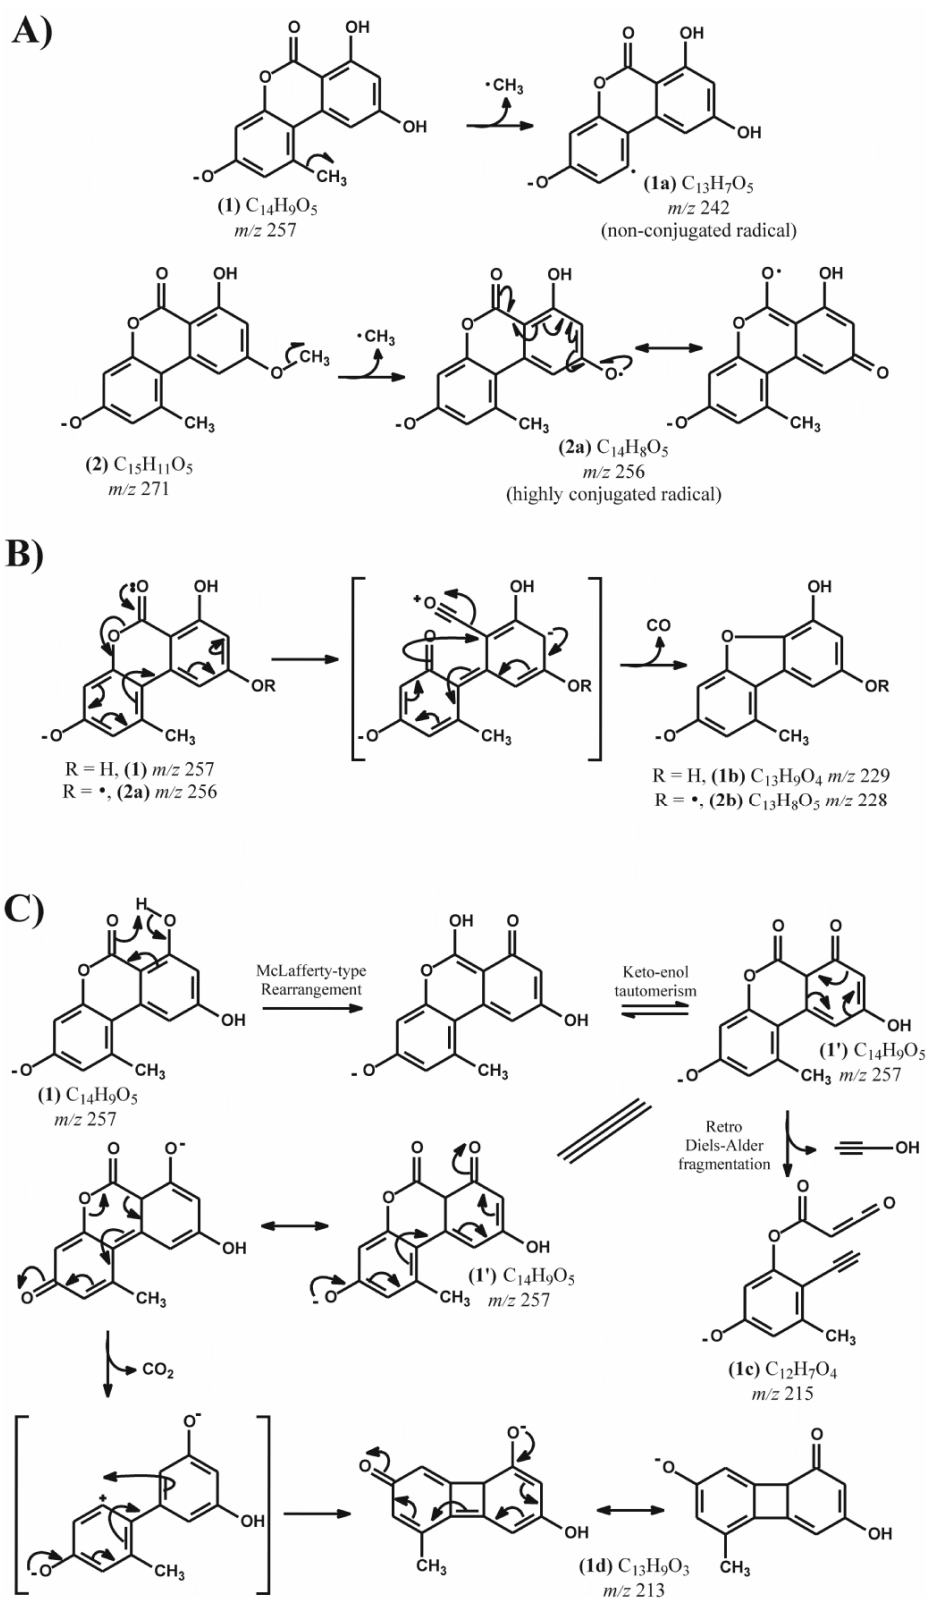 A)
O OH
O
OH
-O CH₃
(1) C₁₄H₉O₅
m/z 257
·CH₃
O OH
O
OH
-O ·
(1a) C₁₃H₇O₅
m/z 242
(non-conjugated radical)
O OH
O
O CH₃
-O CH₃
(2) C₁₅H₁₁O₅
m/z 271
·CH₃
O OH
O
O·
-O CH₃
(2a) C₁₄H₈O₅
m/z 256
(highly conjugated radical)
O· OH
O
O
-O CH₃
B)
:O OH
O
OR
-O CH₃
R = H, (1) m/z 257
R = •, (2a) m/z 256
+O OH
O -
OR
-O CH₃
CO
OH
O
OR
-O CH₃
R = H, (1b) C₁₃H₉O₄ m/z 229
R = •, (2b) C₁₃H₈O₅ m/z 228
C)
O H O
O
OH
-O CH₃
(1) C₁₄H₉O₅
m/z 257
McLafferty-type
Rearrangement
OH O
O
OH
-O CH₃
Keto-enol
tautomerism
O O
O
OH
-O CH₃
(1') C₁₄H₉O₅
m/z 257
Retro
Diels-Alder
fragmentation
OH
O O
O
-O CH₃
(1c) C₁₂H₇O₄
m/z 215
O O
O
OH
-O CH₃
(1') C₁₄H₉O₅
m/z 257
O O-
O
OH
O CH₃
CO₂
O-
+
OH
-O CH₃
O-
O
OH
CH₃
(1d) C₁₃H₉O₃
m/z 213
O
-O
OH
CH₃